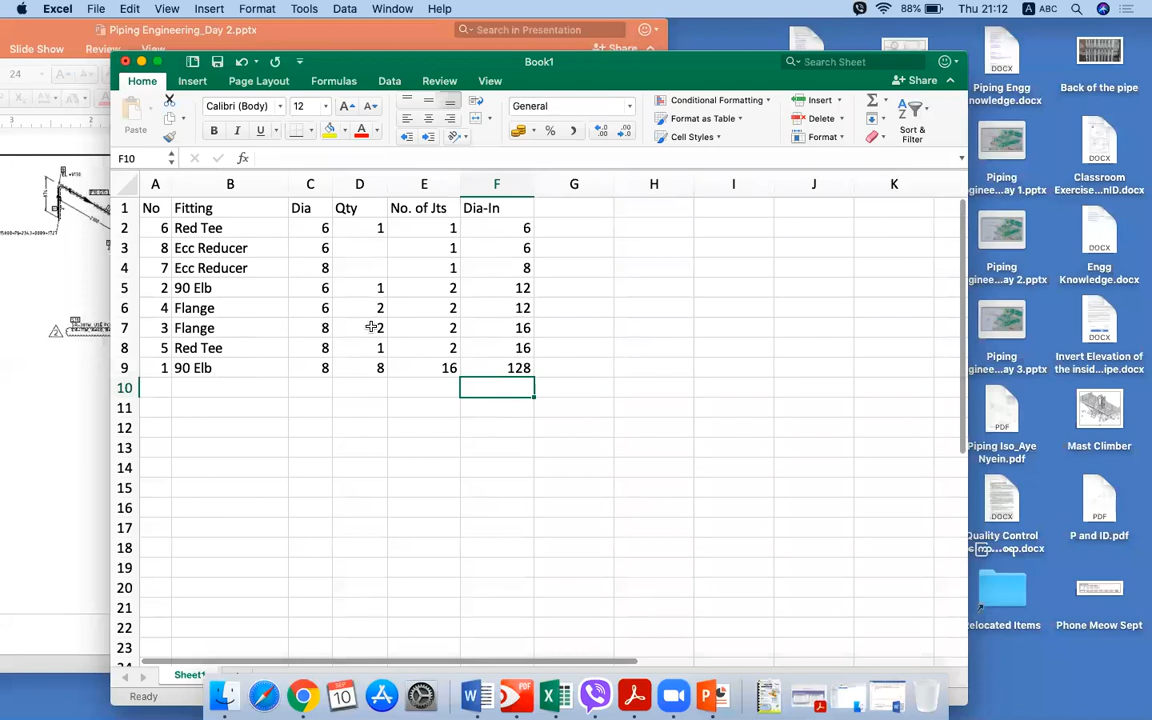 Excel File Edit View Insert Format Tools Data Window Help 88% Thu 21:12 A ABC
Piping Engineering_Day 2.pptx Search in Presentation
Slide Show Review View Share
24
Book1 Search Sheet
Home Insert Page Layout Formulas Data Review View Share
Paste Calibri (Body) 12 A A General Conditional Formatting Insert
B I U A % Format as Table Delete
Cell Styles Format Sort & Filter
F10 fx
A B C D E F G H I J K
1 No Fitting Dia Qty No. of Jts Dia-In
2 6 Red Tee 6 1 1 6
3 8 Ecc Reducer 6 1 6
4 7 Ecc Reducer 8 1 8
5 2 90 Elb 6 1 2 12
6 4 Flange 6 2 2 12
7 3 Flange 8 2 2 16
8 5 Red Tee 8 1 2 16
9 1 90 Elb 8 8 16 128
10
11
12
13
14
15
16
17
18
19
20
21
22
23
24
Sheet1
Ready
DOCX
Piping Engg
Knowledge.docx
Back of the pipe
Piping
ginee...ay 1.pptx
DOCX
Classroom
Exercise...nID.docx
Piping
ginee...ay 2.pptx
DOCX
Engg
Knowledge.docx
Piping
ginee...ay 3.pptx
DOCX
Invert Elevation of
the insid...ipe.docx
PDF
Piping Iso_Aye
Nyein.pdf
Mast Climber
DOCX
Quality Control
PDF
P and ID.pdf
Relocated Items
Phone Meow Sept
SEP
10